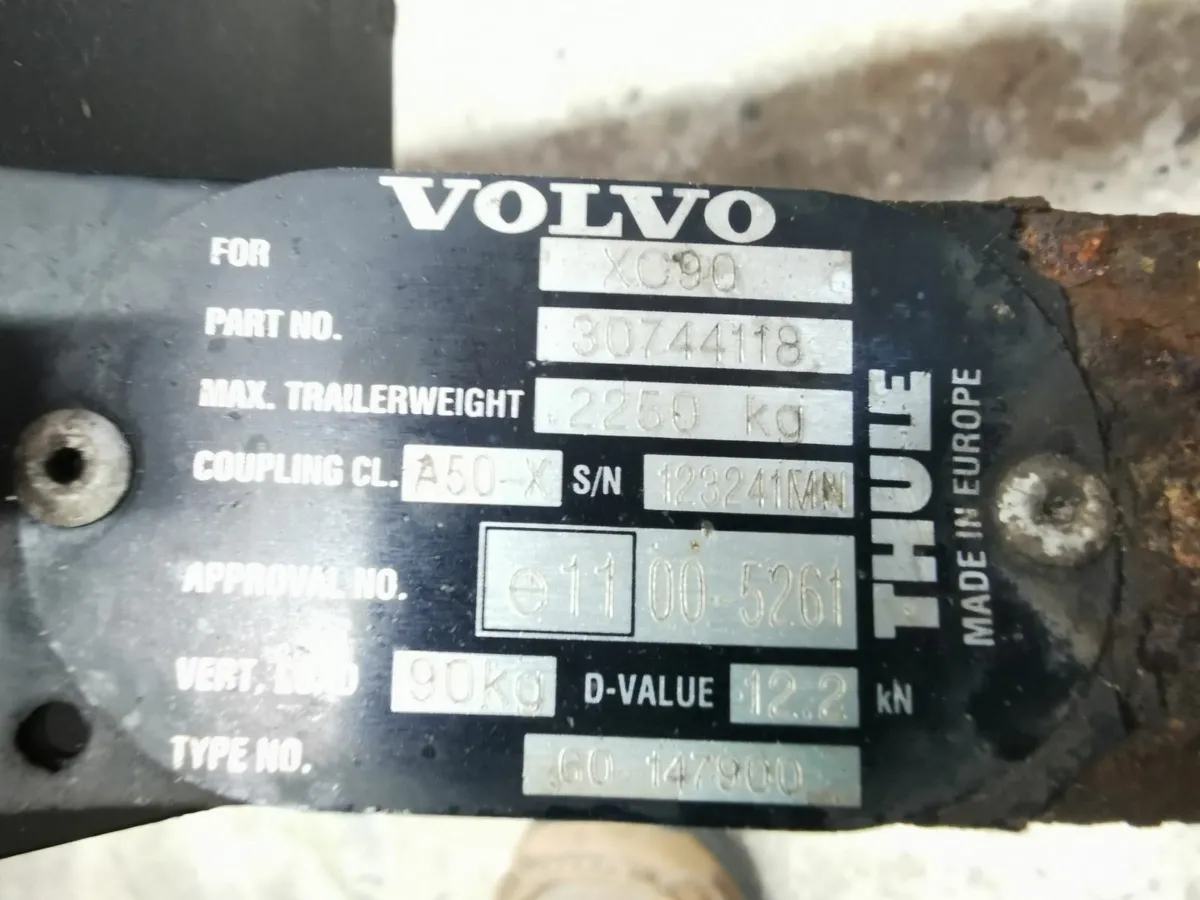 VOLVO
FOR XC90
PART NO. 30744118
MAX. TRAILERWEIGHT 2250 kg
COUPLING CL. A50-X S/N 123241MN
APPROVAL NO. e11 00-5261
VERT. LOAD 90kg D-VALUE 12.2 kN
TYPE NO. GO 147900
THULE
MADE IN EUROPE